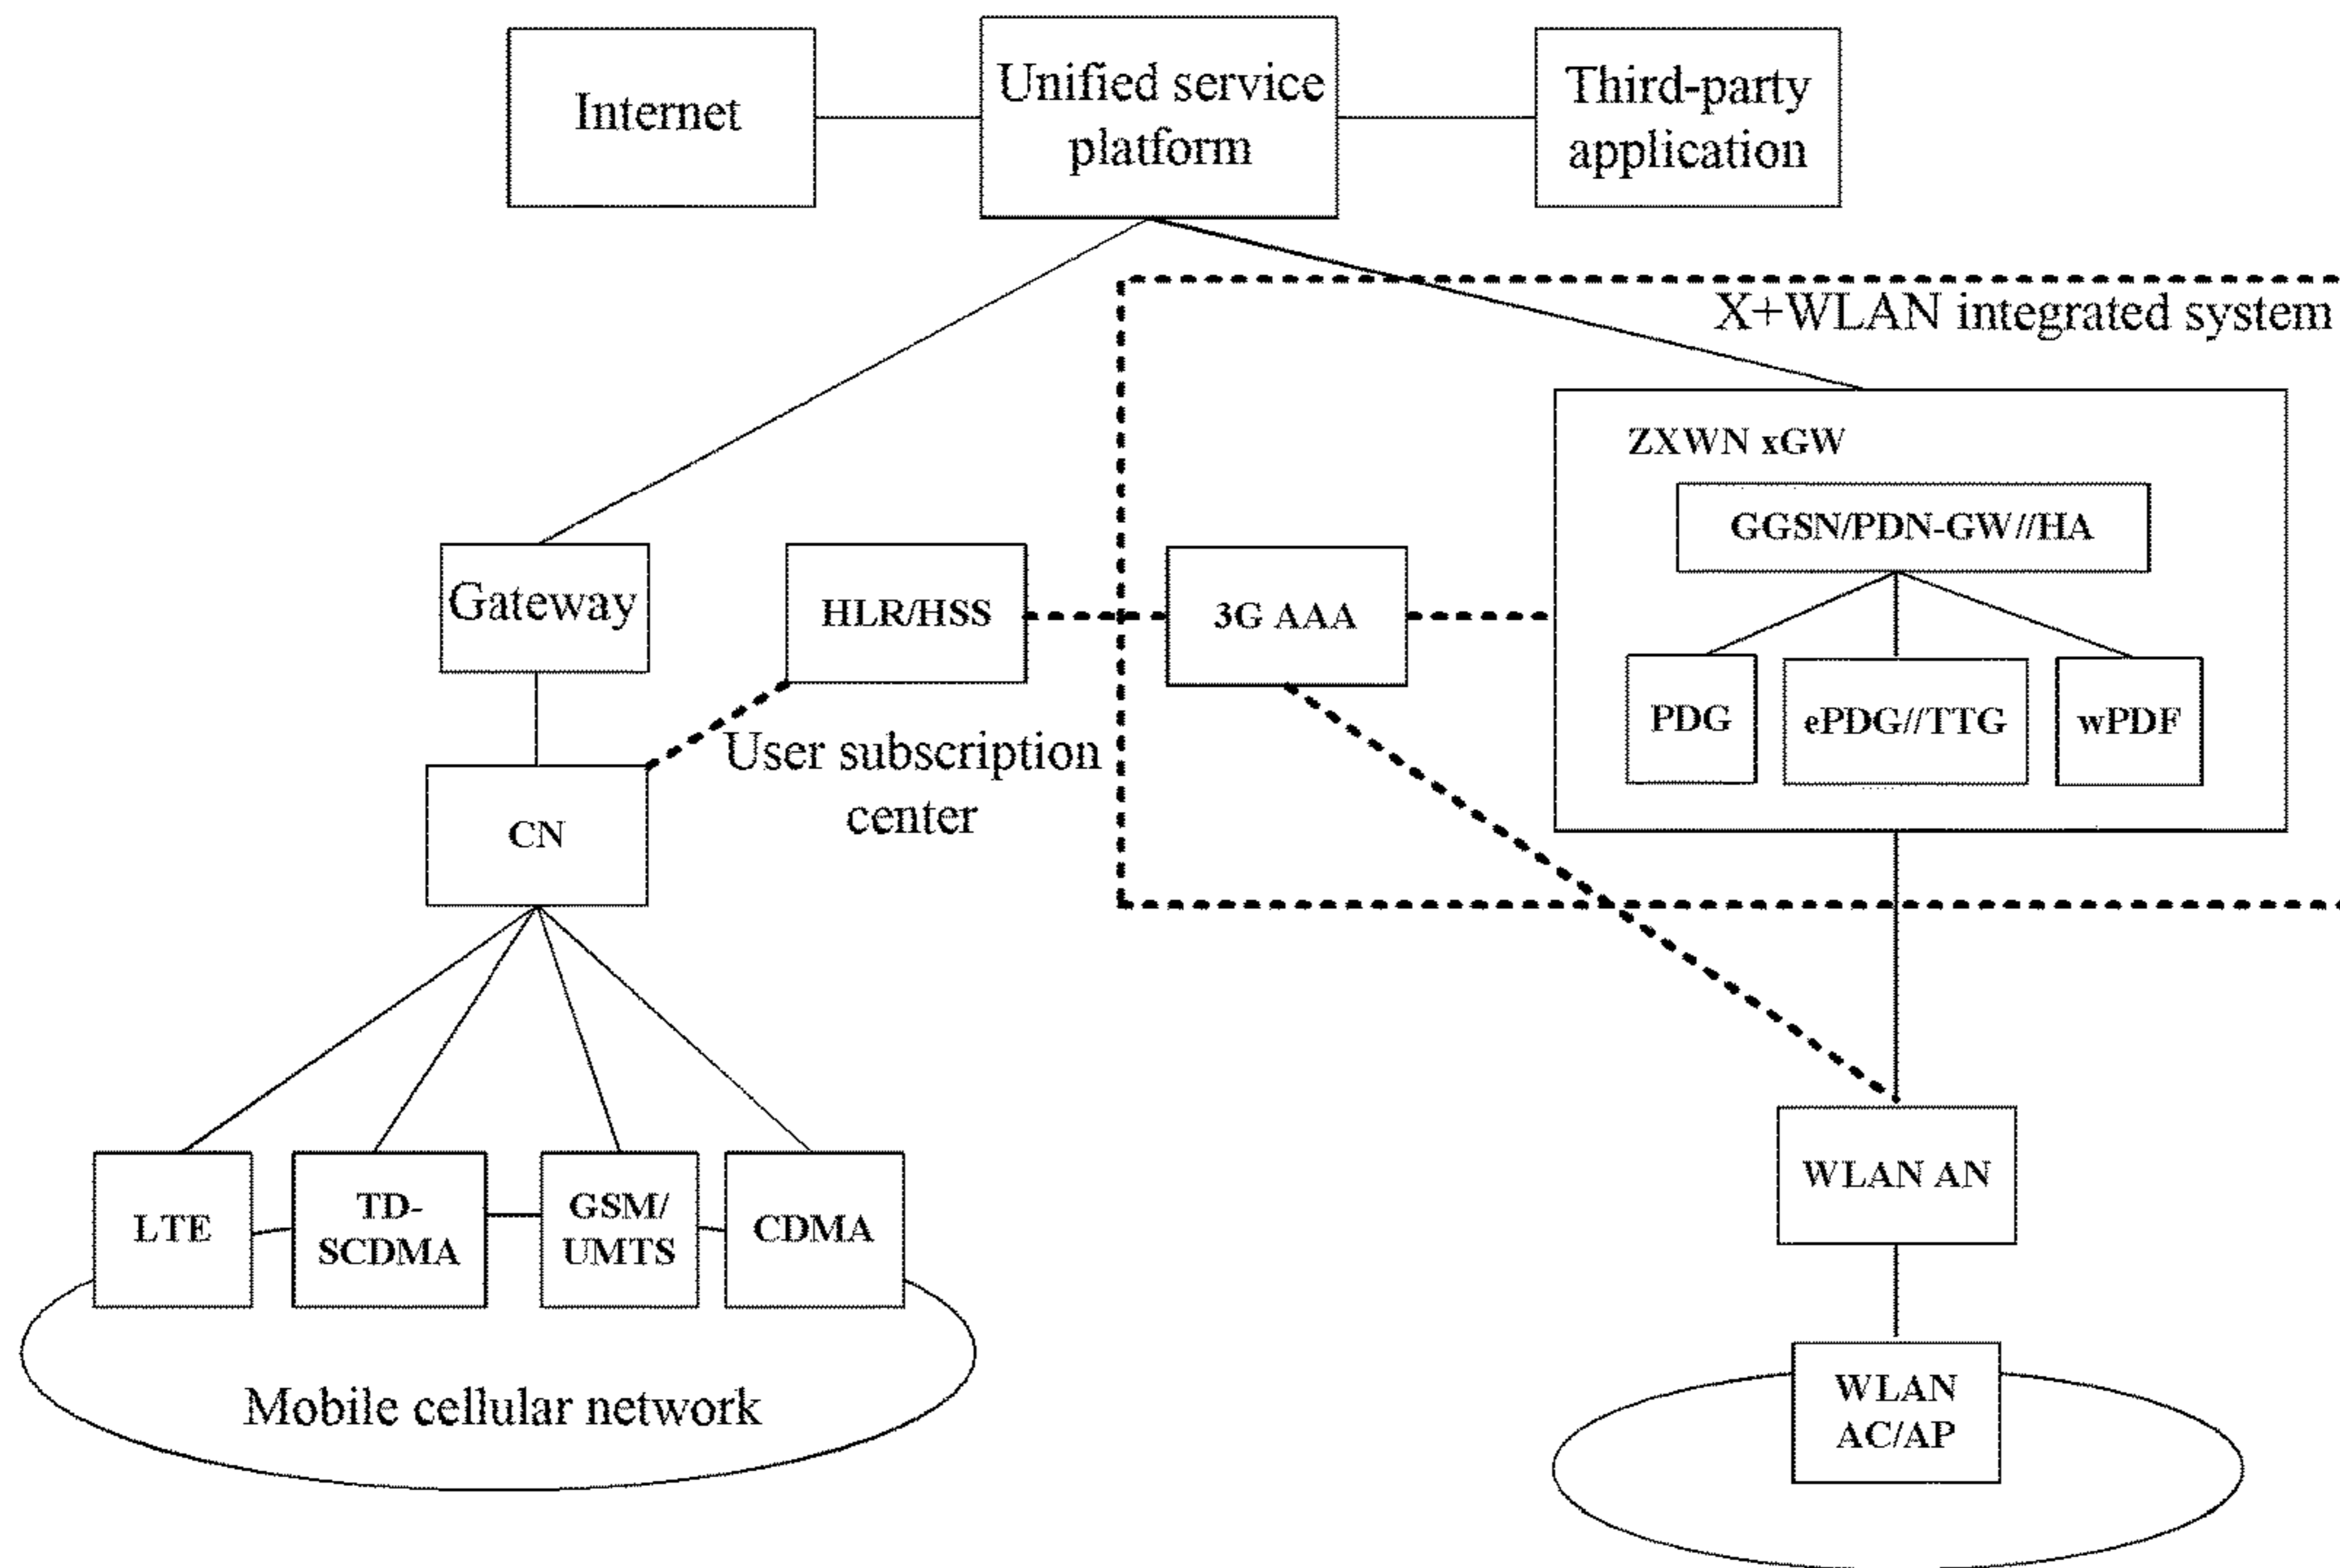 Internet
Unified service
platform
Third-party
application
X+WLAN integrated system
ZXWN xGW
GGSN/PDN-GW//HA
Gateway
HLR/HSS
3G AAA
PDG
ePDG//TTG
wPDF
User subscription
center
CN
LTE
TD-
SCDMA
GSM/
UMTS
CDMA
WLAN AN
Mobile cellular network
WLAN
AC/AP